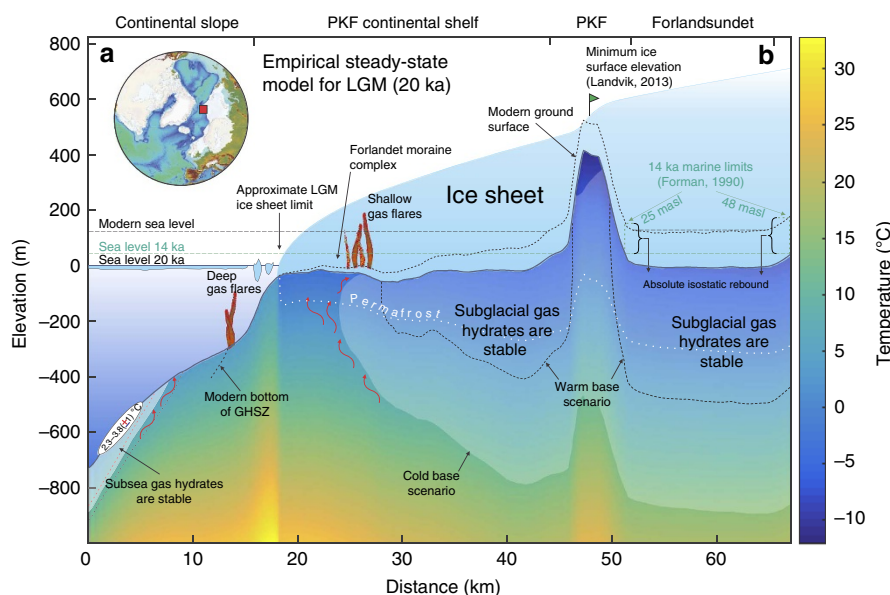 Continental slope
PKF continental shelf
PKF
Forlandsundet
a
b
Empirical steady-state
model for LGM (20 ka)
Minimum ice
surface elevation
(Landvik, 2013)
Modern ground
surface
Forlandet moraine
complex
Approximate LGM
ice sheet limit
Shallow
gas flares
Ice sheet
14 ka marine limits
(Forman, 1990)
25 masl
48 masl
Modern sea level
Sea level 14 ka
Sea level 20 ka
Deep
gas flares
Absolute isostatic rebound
Permafrost
Subglacial gas
hydrates are
stable
Subglacial gas
hydrates are
stable
Modern bottom
of GHSZ
Warm base
scenario
2.3–3.8(±1) °C
Subsea gas hydrates
are stable
Cold base
scenario
Elevation (m)
800
600
400
200
0
−200
−400
−600
−800
0
10
20
30
40
50
60
Distance (km)
30
25
20
15
10
5
0
−5
−10
Temperature (°C)